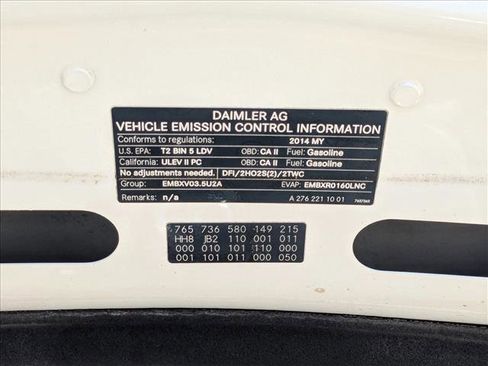 DAIMLER AG
VEHICLE EMISSION CONTROL INFORMATION
Conforms to regulations: 2014 MY
U.S. EPA: T2 BIN 5 LDV OBD: CA II Fuel: Gasoline
California: ULEV II PC OBD: CA II Fuel: Gasoline
No adjustments needed. DFI/2HO2S(2)/2TWC
Group: EMBXV03.5U2A EVAP: EMBXR0160LNC
Remarks: n/a A 276 221 10 01
765 736 580 149 215
HH8 JB2 110 001 011
000 010 101 110 000
001 101 011 000 050